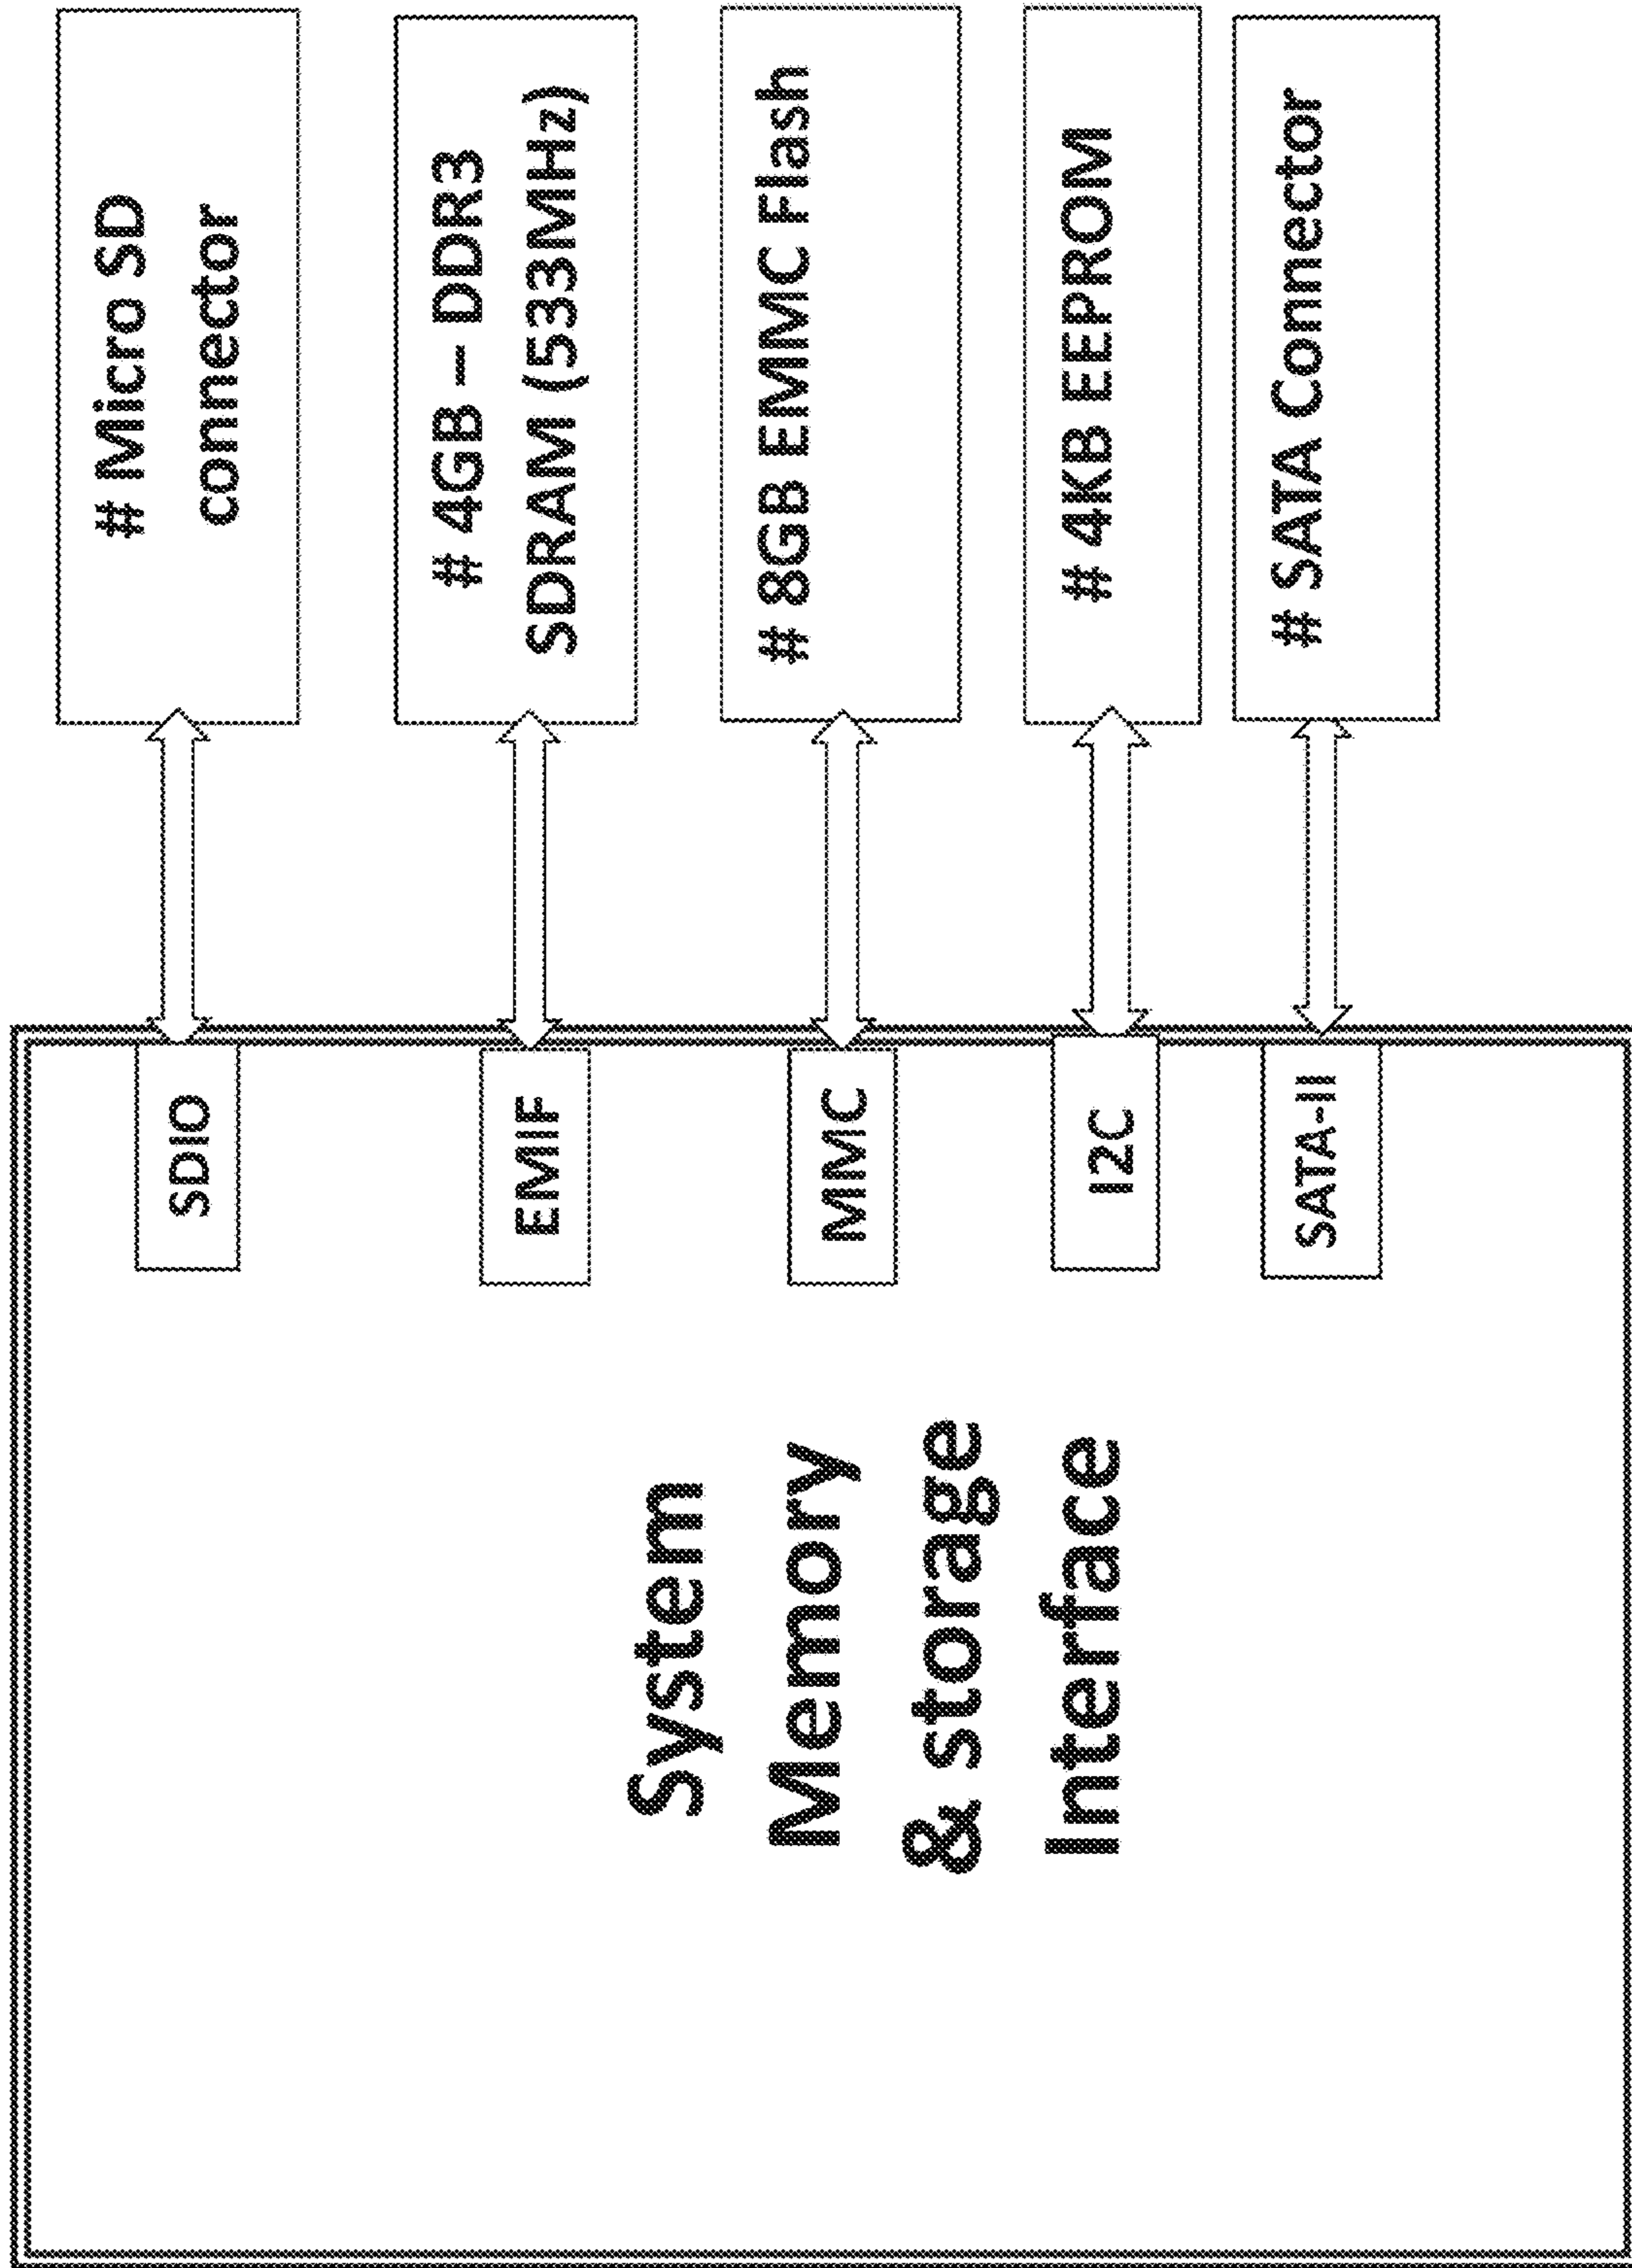 # Micro SD
connector
# 4GB – DDR3
SDRAM (533MHz)
# 8GB EMMC Flash
# 4KB EEPROM
# SATA Connector
SDIO
EMIF
MMC
I2C
SATA-II
System
Memory
& storage
Interface